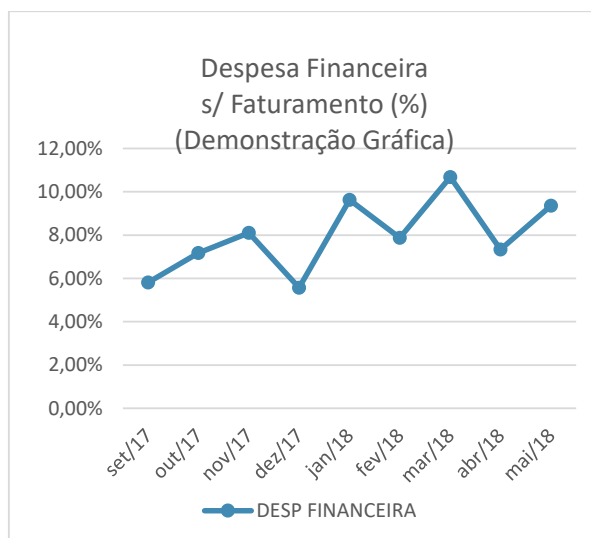 Despesa Financeira
s/ Faturamento (%)
(Demonstração Gráfica)
12,00%
10,00%
8,00%
6,00%
4,00%
2,00%
0,00%
set/17
out/17
nov/17
dez/17
jan/18
fev/18
mar/18
abr/18
mai/18
DESP FINANCEIRA